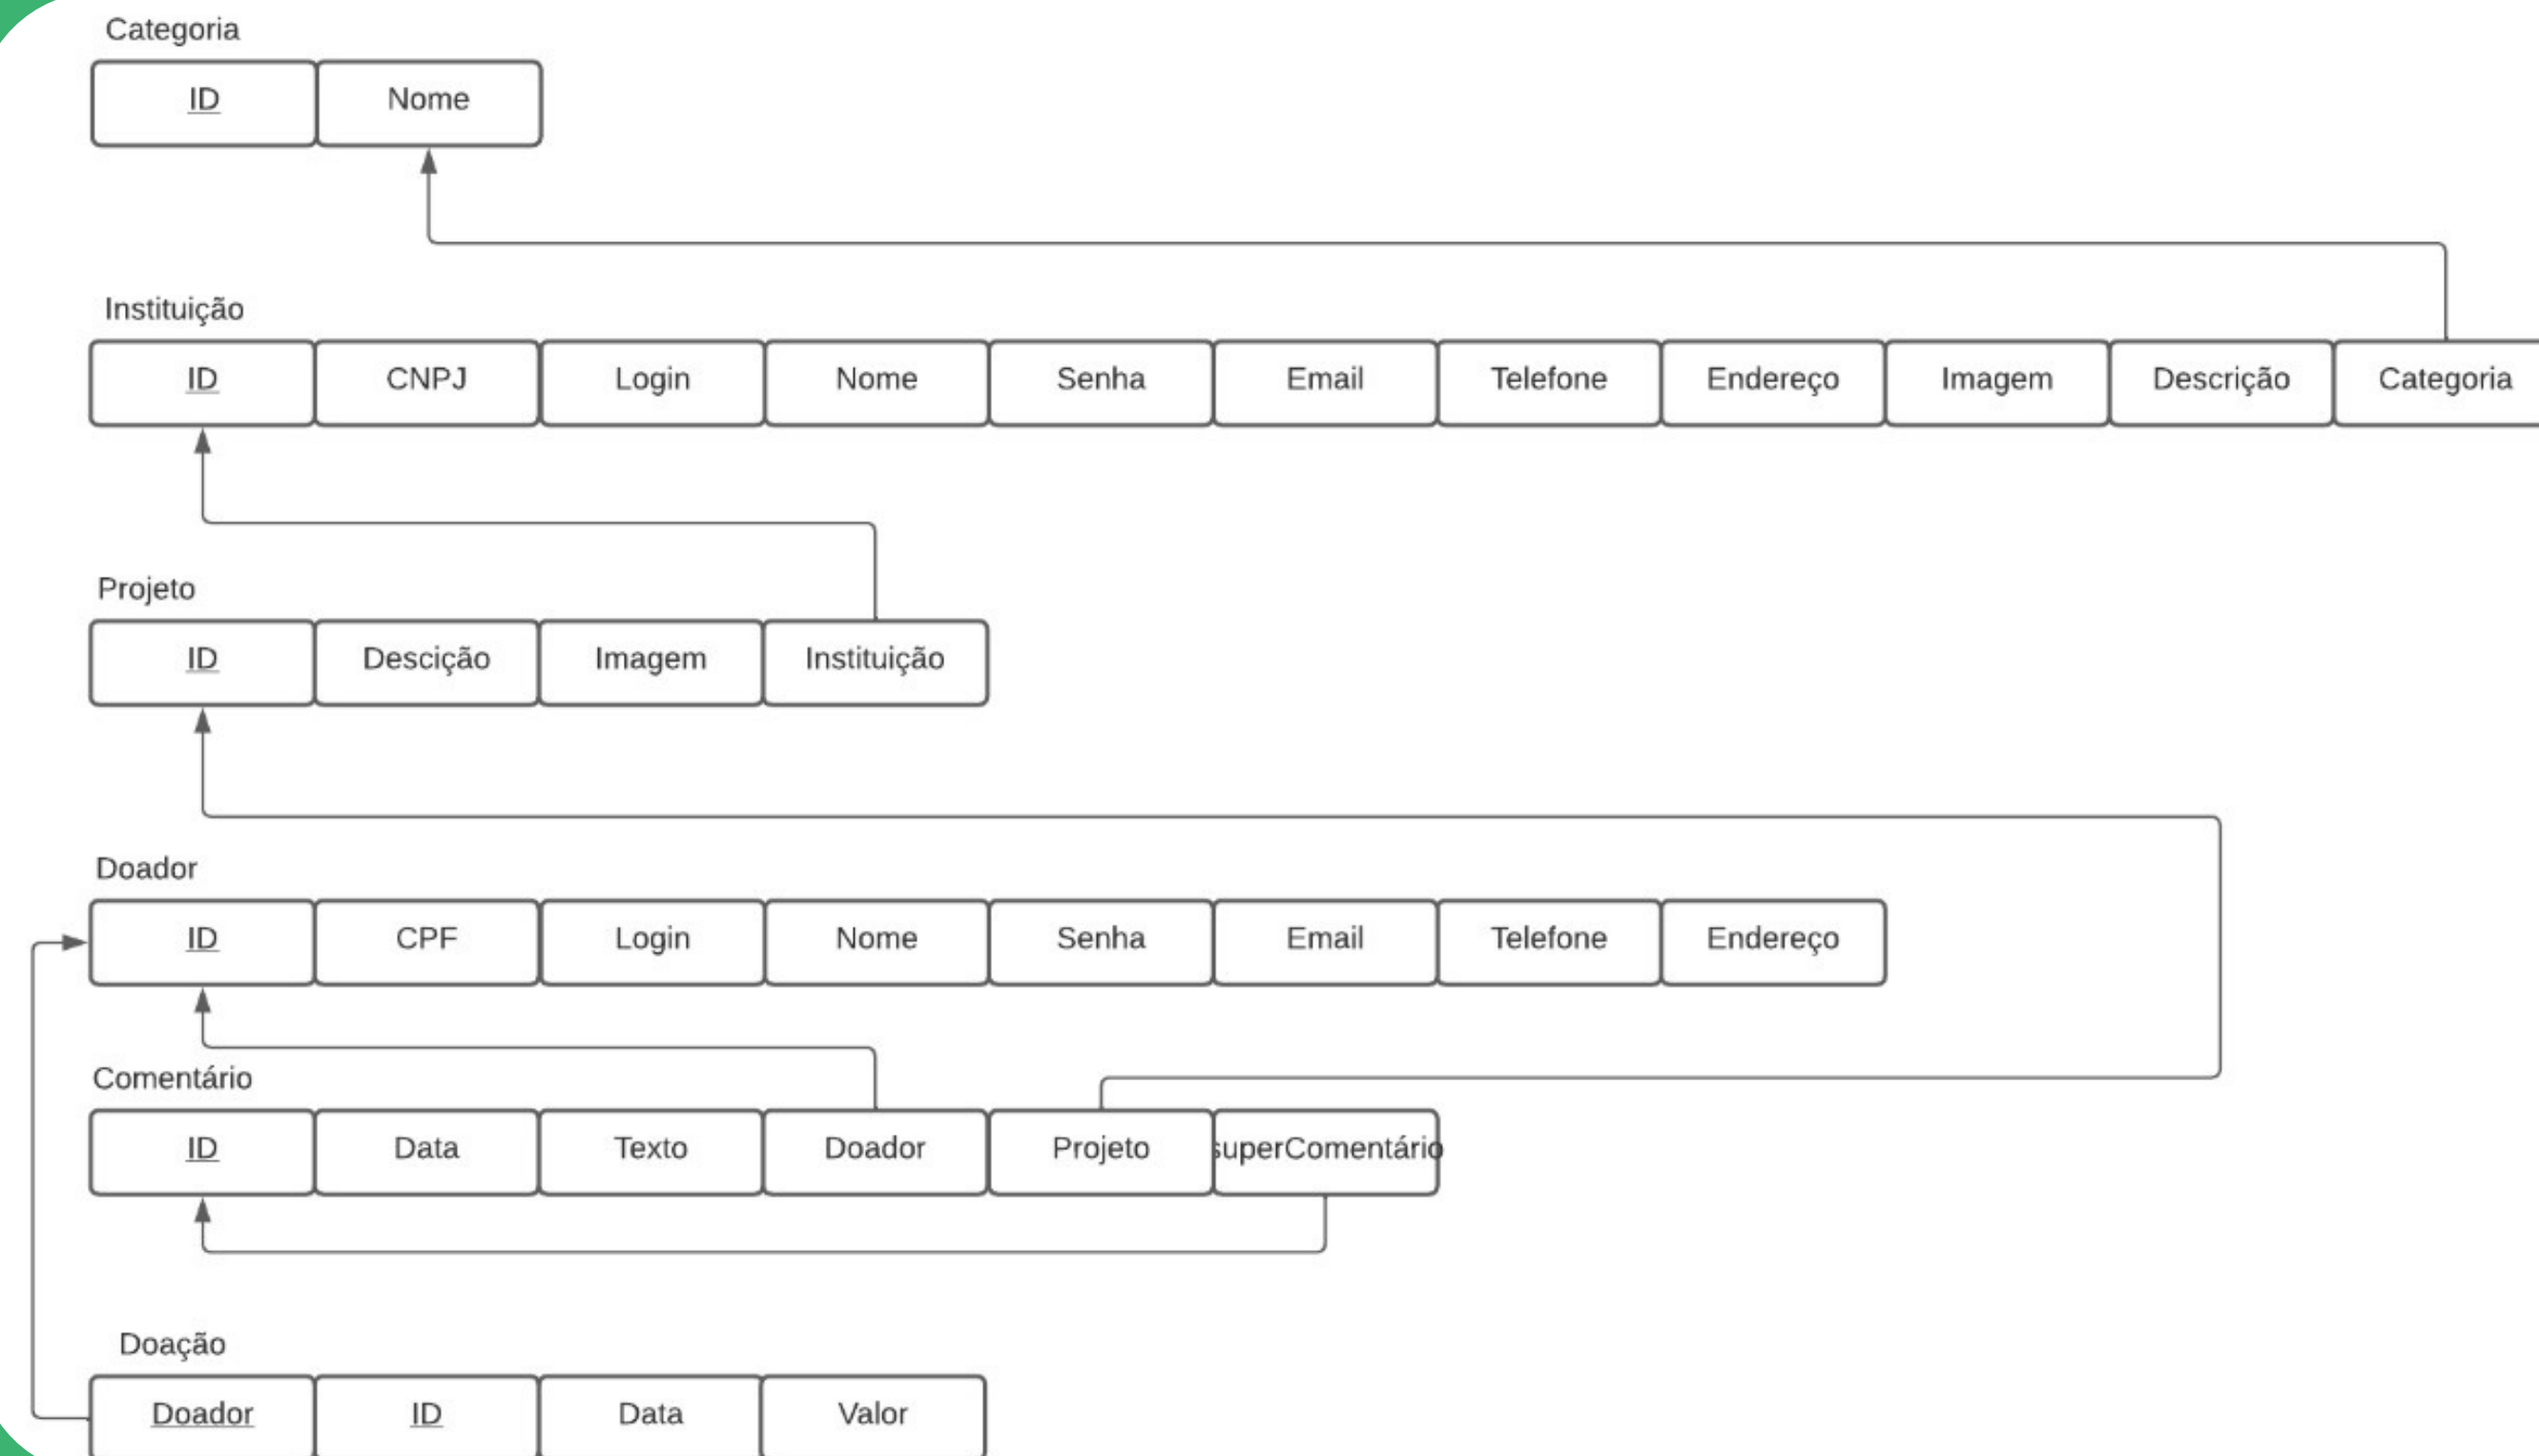 Categoria
ID Nome
Instituição
ID CNPJ Login Nome Senha Email Telefone Endereço Imagem Descrição Categoria
Projeto
ID Descição Imagem Instituição
Doador
ID CPF Login Nome Senha Email Telefone Endereço
Comentário
ID Data Texto Doador Projeto superComentário
Doação
Doador ID Data Valor